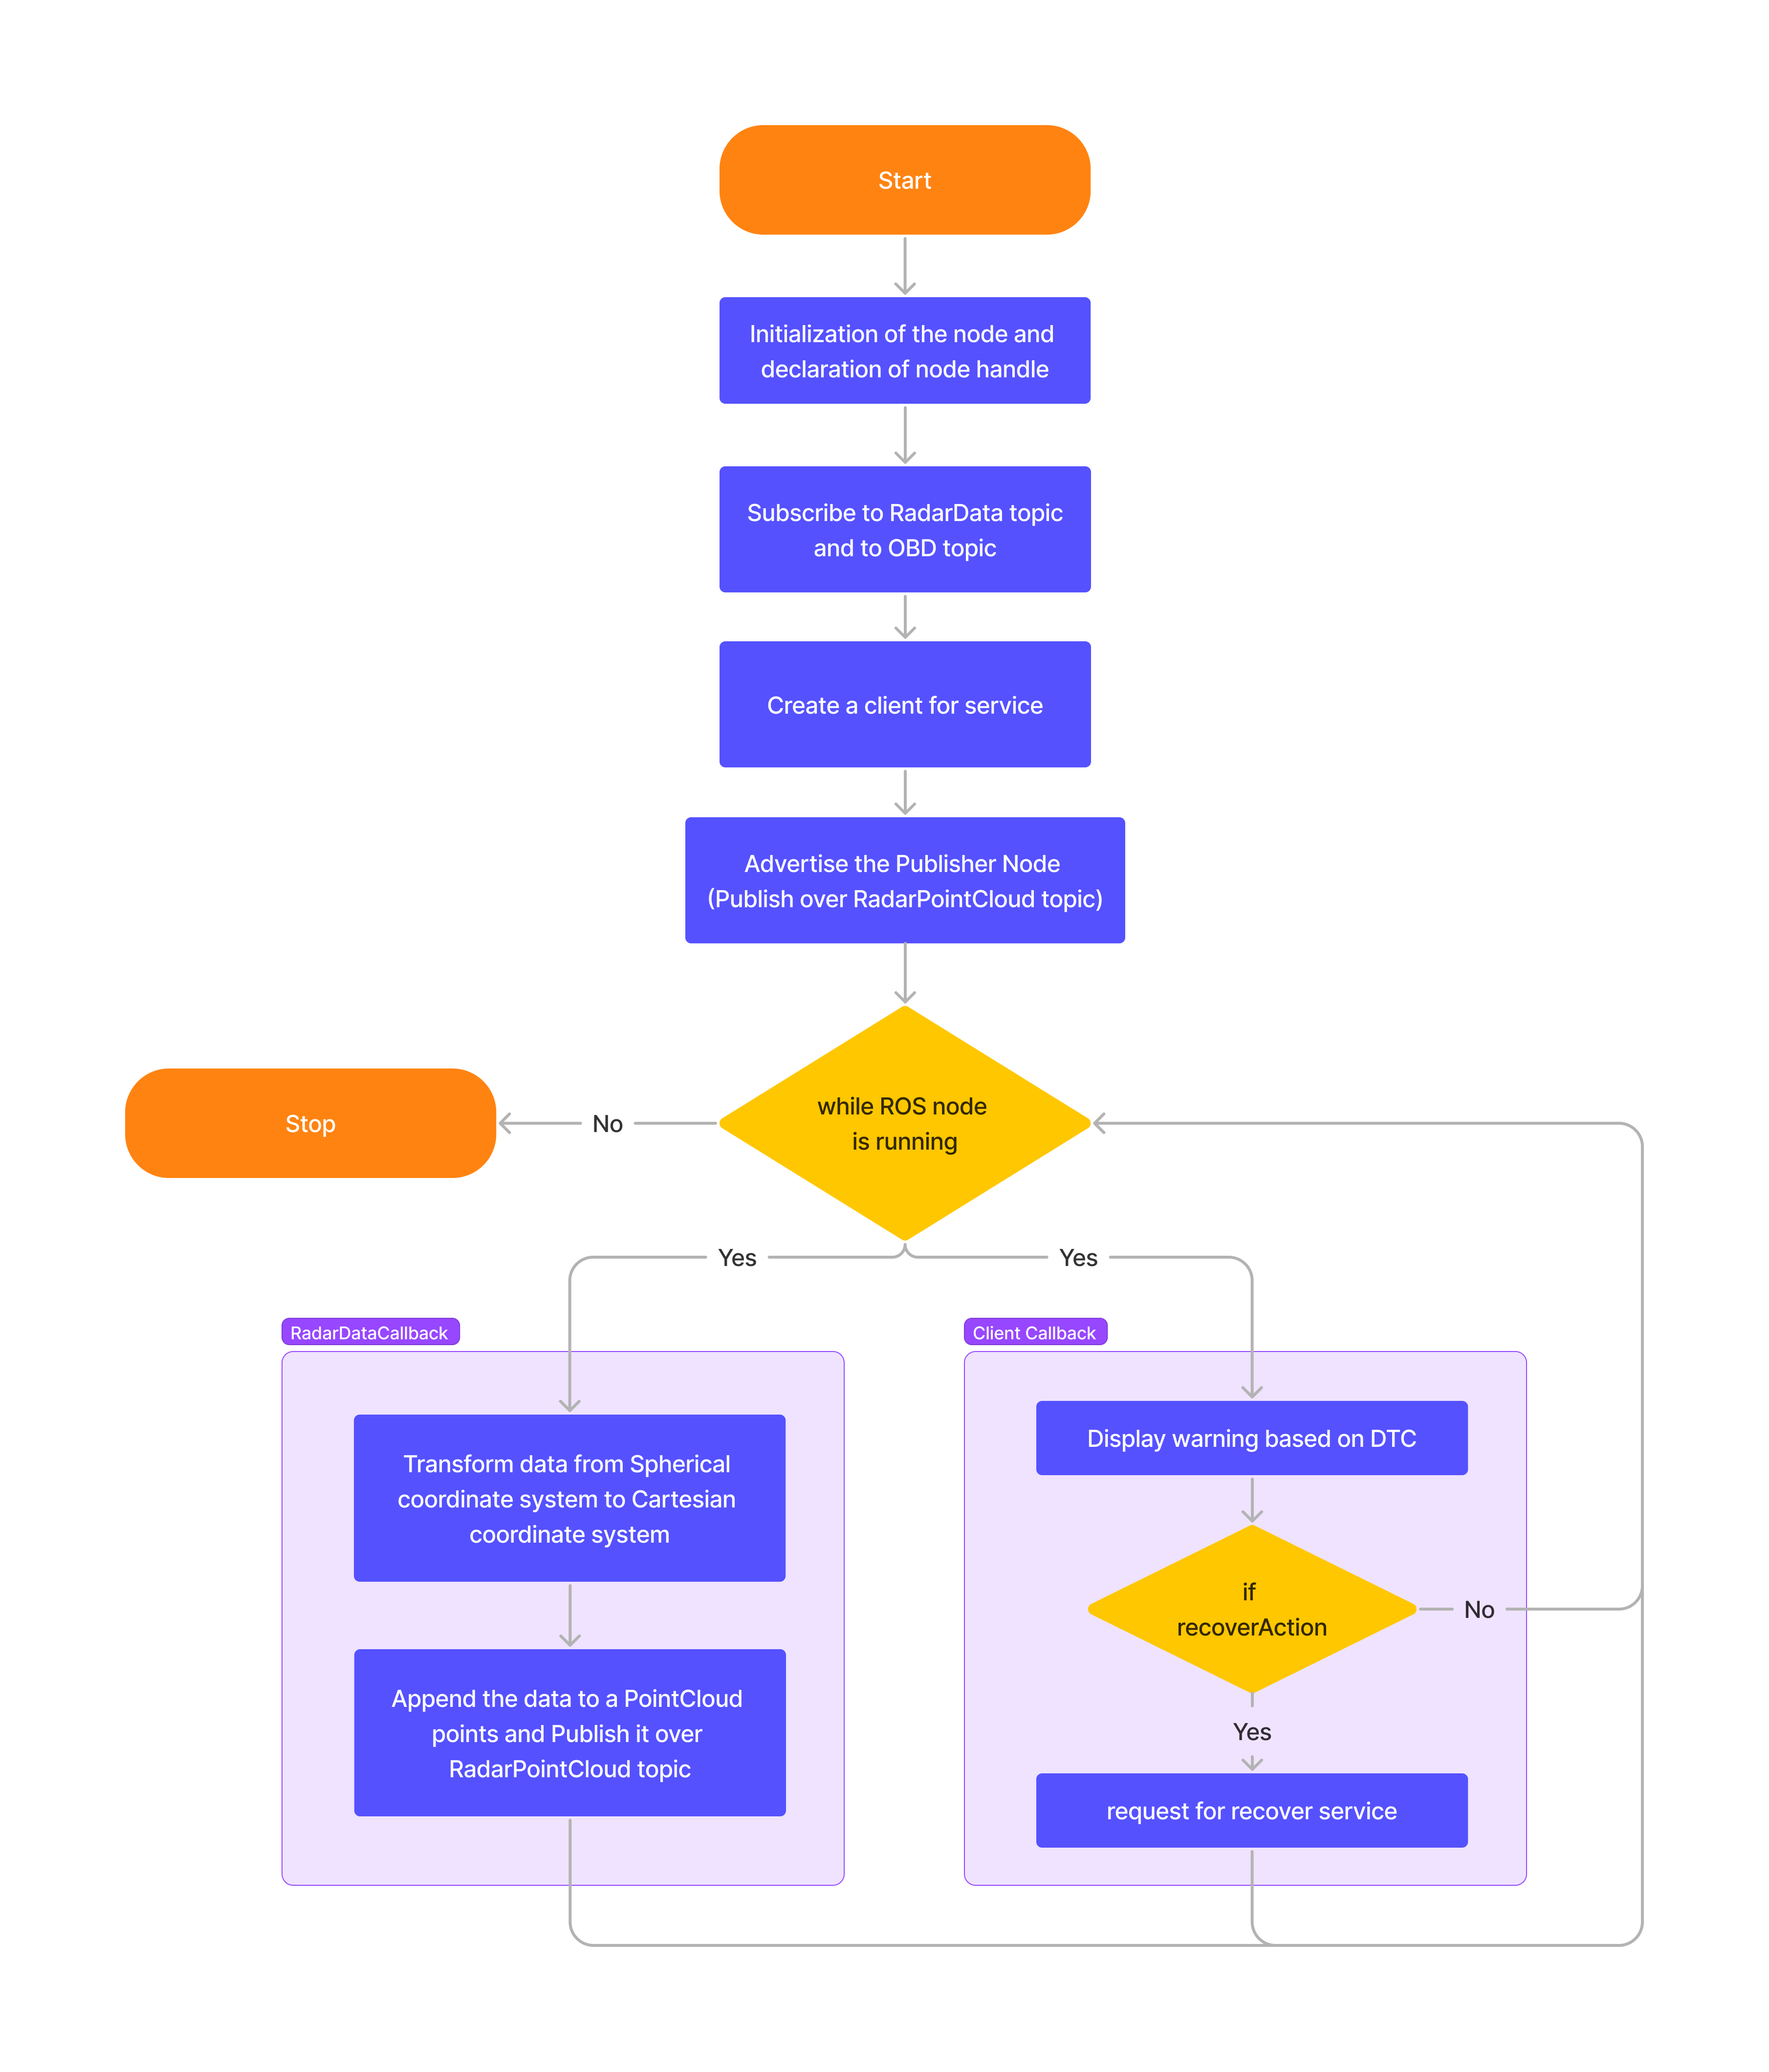 Start
Initialization of the node and
declaration of node handle
Subscribe to RadarData topic
and to OBD topic
Create a client for service
Advertise the Publisher Node
(Publish over RadarPointCloud topic)
while ROS node
is running
No
Stop
Yes
Yes
RadarDataCallback
Transform data from Spherical
coordinate system to Cartesian
coordinate system
Append the data to a PointCloud
points and Publish it over
RadarPointCloud topic
Client Callback
Display warning based on DTC
if
recoverAction
No
Yes
request for recover service